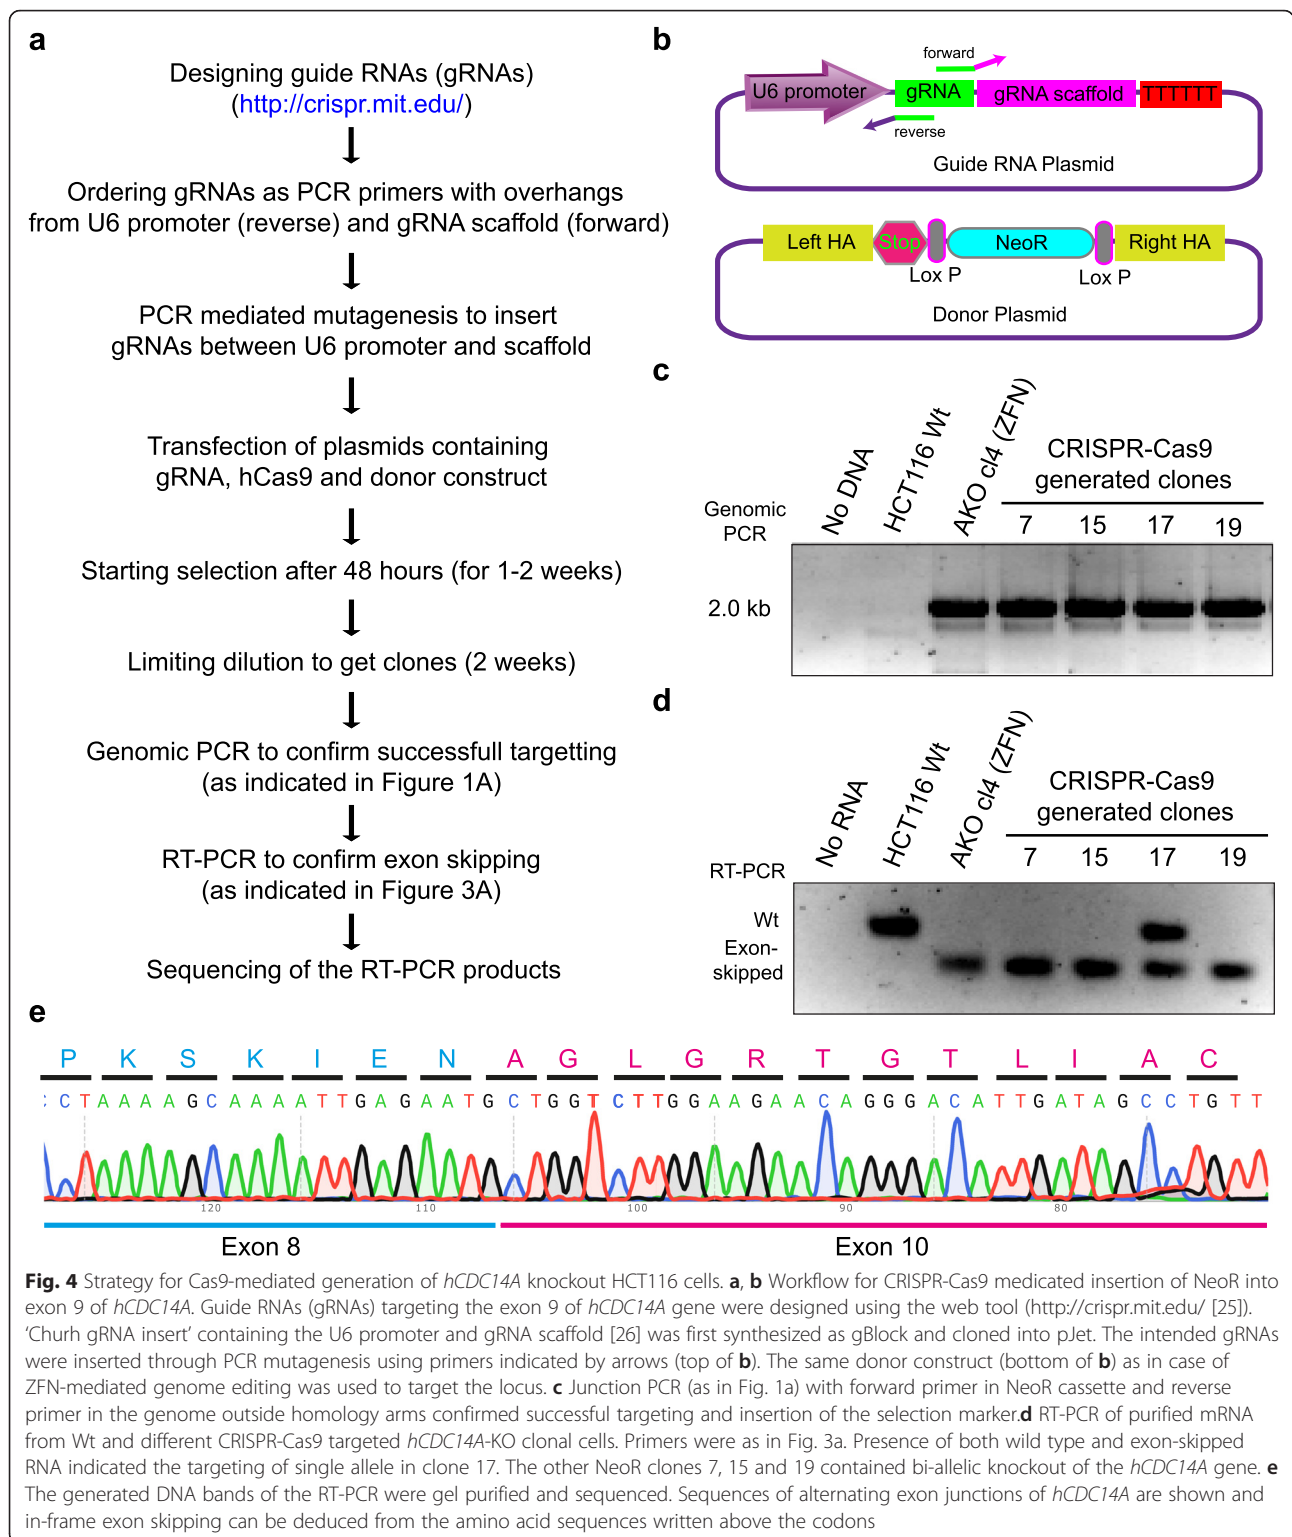 a
Designing guide RNAs (gRNAs)
(http://crispr.mit.edu/)
Ordering gRNAs as PCR primers with overhangs
from U6 promoter (reverse) and gRNA scaffold (forward)
PCR mediated mutagenesis to insert
gRNAs between U6 promoter and scaffold
Transfection of plasmids containing
gRNA, hCas9 and donor construct
Starting selection after 48 hours (for 1-2 weeks)
Limiting dilution to get clones (2 weeks)
Genomic PCR to confirm successfull targetting
(as indicated in Figure 1A)
RT-PCR to confirm exon skipping
(as indicated in Figure 3A)
Sequencing of the RT-PCR products
b
forward
U6 promoter gRNA gRNA scaffold TTTTTT
reverse
Guide RNA Plasmid
Left HA Stop NeoR Right HA
Lox P Lox P
Donor Plasmid
c
No DNA
HCT116 Wt
AKO cl4 (ZFN)
CRISPR-Cas9
generated clones
Genomic
PCR
7 15 17 19
2.0 kb
d
No RNA
HCT116 Wt
AKO cl4 (ZFN)
CRISPR-Cas9
generated clones
RT-PCR
7 15 17 19
Wt
Exon-
skipped
e
P K S K I E N A G L G R T G T L I A C
C C T A A A A G C A A A A T T G A G A A T G C T G G T C T T G G A A G A A C A G G G A C A T T G A T A G C C T G T T
120 110 100 90 80
Exon 8 Exon 10
Fig. 4 Strategy for Cas9-mediated generation of hCDC14A knockout HCT116 cells. a, b Workflow for CRISPR-Cas9 medicated insertion of NeoR into
exon 9 of hCDC14A. Guide RNAs (gRNAs) targeting the exon 9 of hCDC14A gene were designed using the web tool (http://crispr.mit.edu/ [25]).
‘Churh gRNA insert’ containing the U6 promoter and gRNA scaffold [26] was first synthesized as gBlock and cloned into pJet. The intended gRNAs
were inserted through PCR mutagenesis using primers indicated by arrows (top of b). The same donor construct (bottom of b) as in case of
ZFN-mediated genome editing was used to target the locus. c Junction PCR (as in Fig. 1a) with forward primer in NeoR cassette and reverse
primer in the genome outside homology arms confirmed successful targeting and insertion of the selection marker.d RT-PCR of purified mRNA
from Wt and different CRISPR-Cas9 targeted hCDC14A-KO clonal cells. Primers were as in Fig. 3a. Presence of both wild type and exon-skipped
RNA indicated the targeting of single allele in clone 17. The other NeoR clones 7, 15 and 19 contained bi-allelic knockout of the hCDC14A gene. e
The generated DNA bands of the RT-PCR were gel purified and sequenced. Sequences of alternating exon junctions of hCDC14A are shown and
in-frame exon skipping can be deduced from the amino acid sequences written above the codons